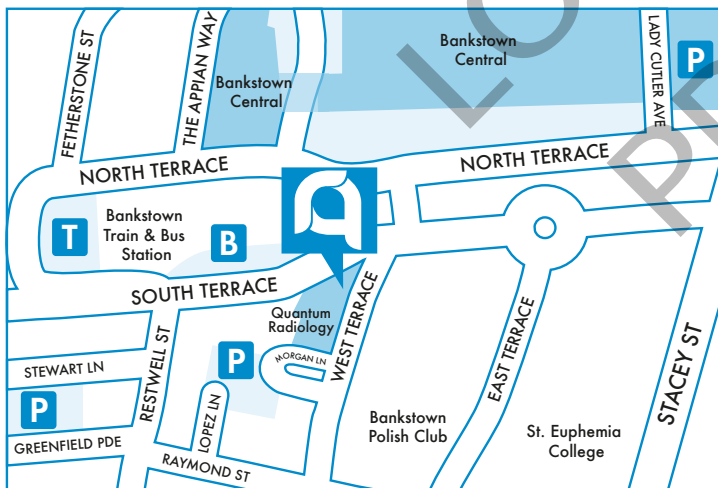 FETHERSTONE ST
THE APPIAN WAY
Bankstown
Central
Bankstown
Central
LADY CUTLER AVE
P
NORTH TERRACE
NORTH TERRACE
T
Bankstown
Train & Bus
Station
B
SOUTH TERRACE
Quantum
Radiology
WEST TERRACE
EAST TERRACE
STACEY ST
STEWART LN
RESTWELL ST
P
MORGAN LN
P
LOPEZ LN
GREENFIELD PDE
RAYMOND ST
Bankstown
Polish Club
St. Euphemia
College